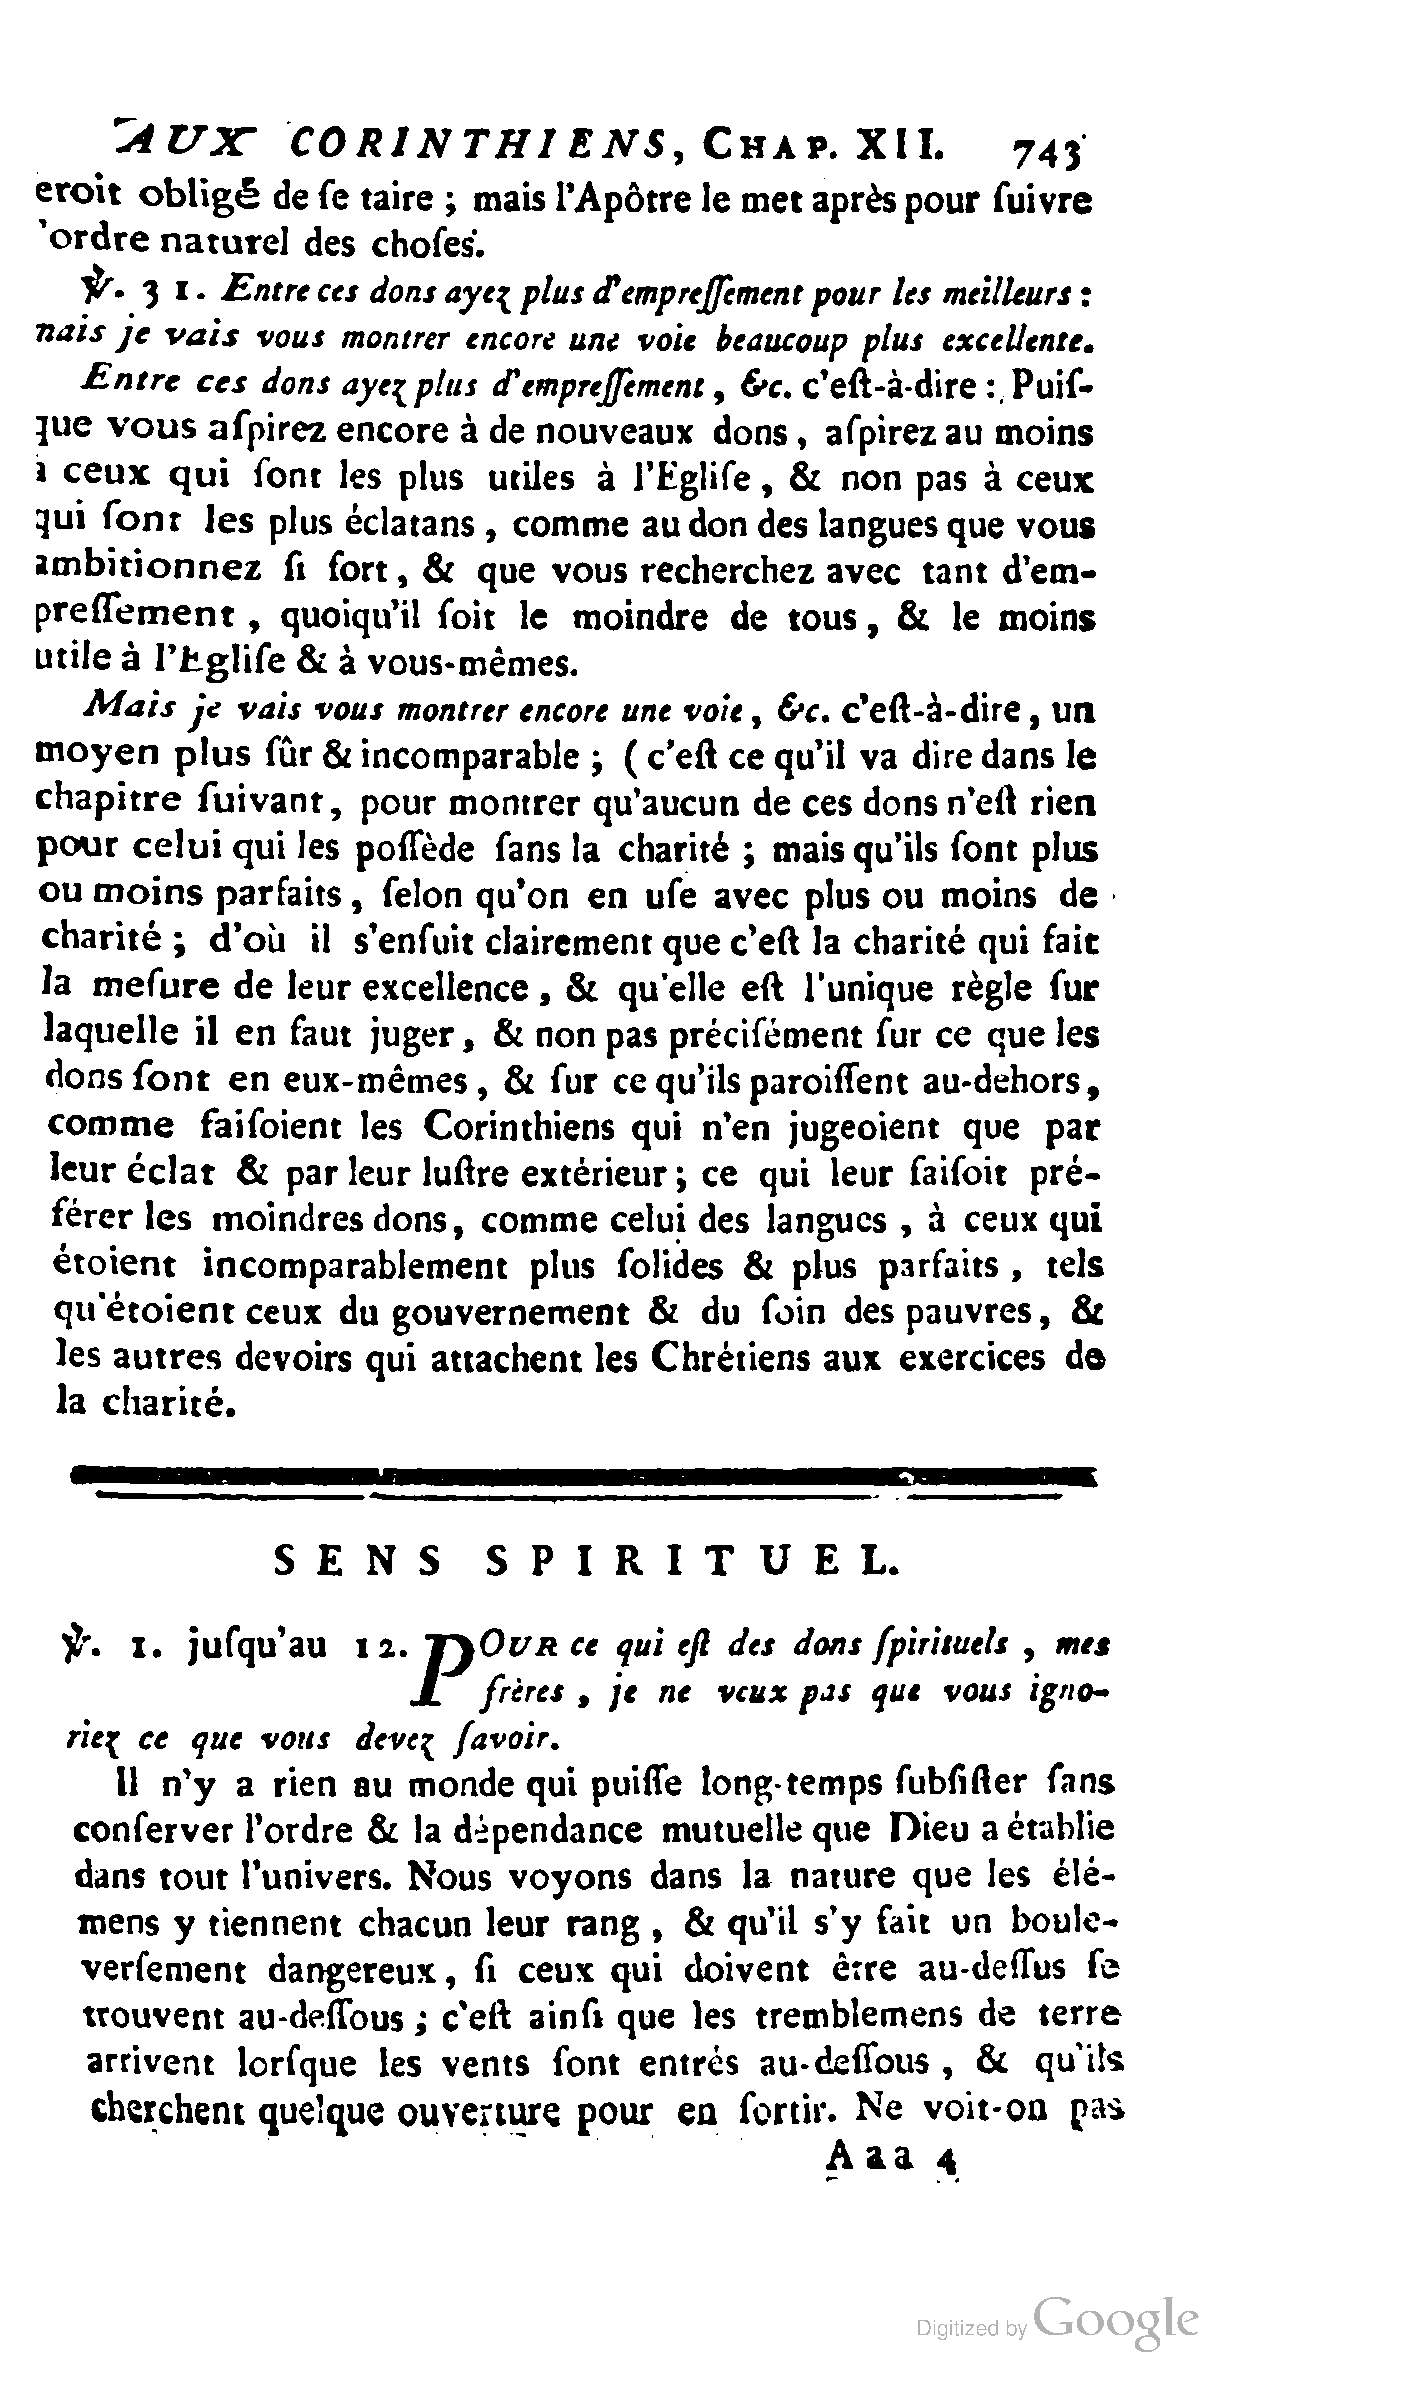 AUX CORINTHIENS, CHAP. XII. 743
eroit obligé de ſe taire ; mais l'Apôtre le met après pour ſuivre
'ordre naturel des choſes.
℣. 31. Entre ces dons ayez plus d'empreſſement pour les meilleurs :
nais je vais vous montrer encore une voie beaucoup plus excellente.
Entre ces dons ayez plus d'empreſſement, &c. c'eſt-à-dire : Puiſ-
que vous aſpirez encore à de nouveaux dons, aſpirez au moins
à ceux qui ſont les plus utiles à l'Egliſe, & non pas à ceux
qui ſont les plus éclatans, comme au don des langues que vous
ambitionnez ſi fort, & que vous recherchez avec tant d'em-
preſſement, quoiqu'il ſoit le moindre de tous, & le moins
utile à l'Egliſe & à vous-mêmes.
Mais je vais vous montrer encore une voie, &c. c'eſt-à-dire, un
moyen plus ſûr & incomparable ; ( c'eſt ce qu'il va dire dans le
chapitre ſuivant, pour montrer qu'aucun de ces dons n'eſt rien
pour celui qui les poſſède ſans la charité ; mais qu'ils ſont plus
ou moins parfaits, ſelon qu'on en uſe avec plus ou moins de
charité ; d'où il s'enſuit clairement que c'eſt la charité qui fait
la meſure de leur excellence, & qu'elle eſt l'unique règle ſur
laquelle il en faut juger, & non pas préciſément ſur ce que les
dons ſont en eux-mêmes, & ſur ce qu'ils paroiſſent au-dehors,
comme faiſoient les Corinthiens qui n'en jugeoient que par
leur éclat & par leur luſtre extérieur ; ce qui leur faiſoit pré-
férer les moindres dons, comme celui des langues, à ceux qui
étoient incomparablement plus ſolides & plus parfaits, tels
qu'étoient ceux du gouvernement & du ſoin des pauvres, &
les autres devoirs qui attachent les Chrétiens aux exercices de
la charité.
SENS SPIRITUEL.
℣. 1. juſqu'au 12. POUR ce qui eſt des dons ſpirituels, mes
frères, je ne veux pas que vous igno-
riez ce que vous devez ſavoir.
Il n'y a rien au monde qui puiſſe long-temps ſubſiſter ſans
conſerver l'ordre & la dépendance mutuelle que Dieu a établie
dans tout l'univers. Nous voyons dans la nature que les élé-
mens y tiennent chacun leur rang, & qu'il s'y fait un boule-
verſement dangereux, ſi ceux qui doivent être au-deſſus ſe
trouvent au-deſſous ; c'eſt ainſi que les tremblemens de terre
arrivent lorſque les vents ſont entrés au-deſſous, & qu'ils
cherchent quelque ouverture pour en ſortir. Ne voit-on pas
Aaa 4
Digitized by Google